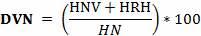 DVN = (HNV + HRH / HN) * 100